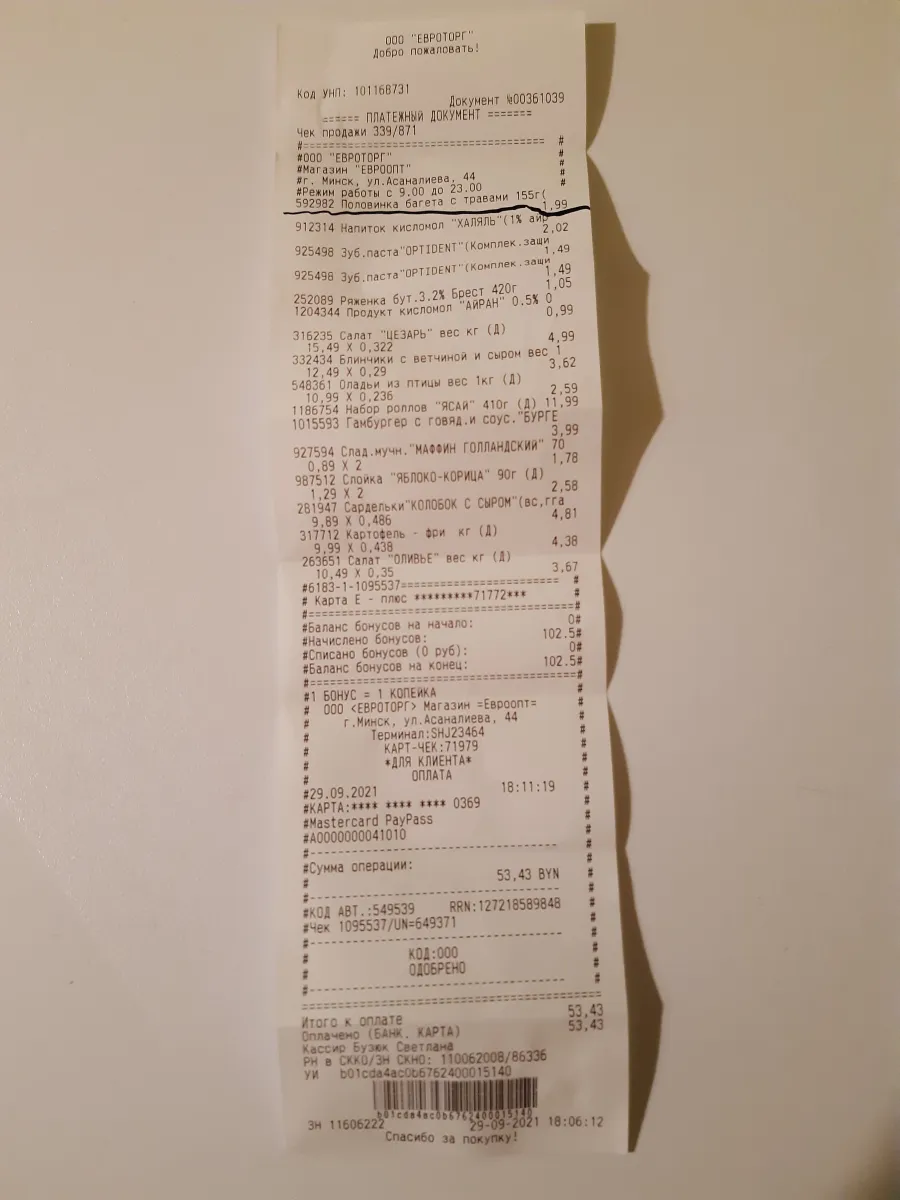 ООО "ЕВРОТОРГ"
Добро пожаловать!
Код УНП: 101168731
Документ №00361039
====== ПЛАТЕЖНЫЙ ДОКУМЕНТ =======
Чек продажи 339/871
#=================================== #
#ООО "ЕВРОТОРГ" #
#Магазин "ЕВРООПТ" #
#г. Минск, ул.Асаналиева, 44 #
#Режим работы с 9.00 до 23.00 #
592982 Половинка багета с травами 155г(
1,99
912314 Напиток кисломол "ХАЛЯЛЬ"(1% айр
2,02
925498 Зуб.паста"OPTIDENT"(Комплек.защи
1,49
925498 Зуб.паста"OPTIDENT"(Комплек.защи
1,49
252089 Ряженка бут.3.2% Брест 420г 1,05
1204344 Продукт кисломол "АЙРАН" 0.5% 0
0,99
316235 Салат "ЦЕЗАРЬ" вес кг (Д)
15,49 X 0,322 4,99
332434 Блинчики с ветчиной и сыром вес 1
12,49 X 0,29 3,62
548361 Оладьи из птицы вес 1кг (Д)
10,99 X 0,236 2,59
1186754 Набор роллов "ЯСАЙ" 410г (Д) 11,99
1015593 Гамбургер с говяд.и соус."БУРГЕ
3,99
927594 Слад.мучн."МАФФИН ГОЛЛАНДСКИЙ" 70
0,89 X 2 1,78
987512 Слойка "ЯБЛОКО-КОРИЦА" 90г (Д)
1,29 X 2 2,58
281947 Сардельки"КОЛОБОК С СЫРОМ"(вс,гга
9,89 X 0,486 4,81
317712 Картофель - фри кг (Д)
9,99 X 0,438 4,38
263651 Салат "ОЛИВЬЕ" вес кг (Д)
10,49 X 0,35 3,67
#6183-1-1095537======================= #
# Карта Е - плюс *********71772*** #
#======================================#
#Баланс бонусов на начало: 0#
#Начислено бонусов: 102.5#
#Списано бонусов (0 руб): 0#
#Баланс бонусов на конец: 102.5#
#======================================#
#1 БОНУС = 1 КОПЕЙКА #
# ООО <ЕВРОТОРГ> Магазин =Евроопт= #
# г.Минск, ул.Асаналиева, 44 #
# Терминал:SHJ23464 #
# КАРТ-ЧЕК:71979 #
# *ДЛЯ КЛИЕНТА* #
# ОПЛАТА #
#29.09.2021 18:11:19 #
#КАРТА:**** **** **** 0369 #
#Mastercard PayPass #
#A0000000041010 #
#----------------------------------- #
#Сумма операции: #
# 53,43 BYN #
#----------------------------------- #
#КОД АВТ.:549539 RRN:127218589848 #
#Чек 1095537/UN=649371 #
#----------------------------------- #
# КОД:000 #
# ОДОБРЕНО #
#----------------------------------- #
========================================
Итого к оплате 53,43
Оплачено (БАНК. КАРТА) 53,43
Кассир Бузюк Светлана
РН в СККО/ЗН СКНО: 110062008/86336
УИ b01cda4ac0b6762400015140
b01cda4ac0b6762400015140
ЗН 11606222 29-09-2021 18:06:12
Спасибо за покупку!